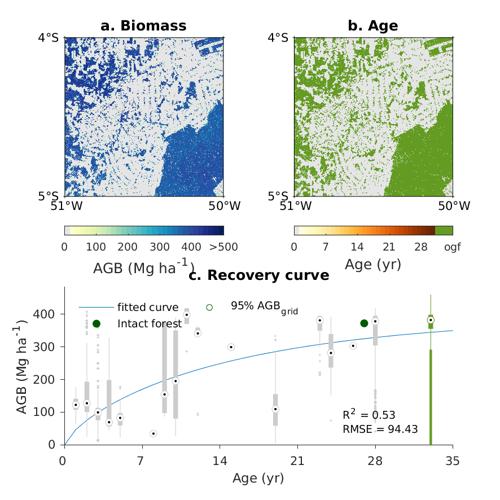 a. Biomass
b. Age
4°S
5°S
51°W
50°W
4°S
5°S
51°W
50°W
0 100 200 300 400 >500
AGB (Mg ha-1)
0 7 14 21 28 ogf
Age (yr)
c. Recovery curve
fitted curve
95% AGBgrid
Intact forest
400
300
200
100
0
AGB (Mg ha-1)
R2 = 0.53
RMSE = 94.43
0 7 14 21 28 35
Age (yr)